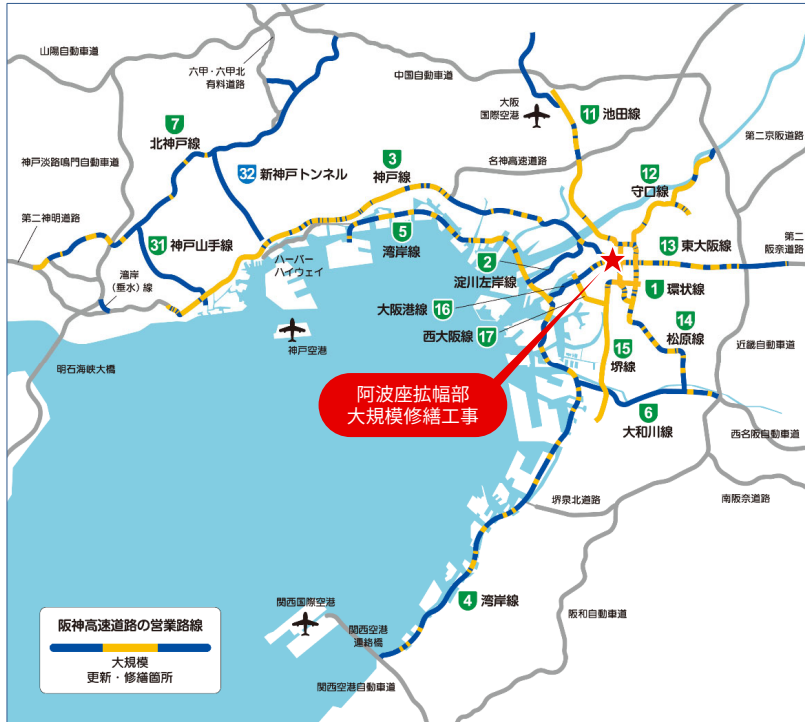 山陽自動車道
六甲・六甲北
有料道路
中国自動車道
大阪
国際空港
11 池田線
7
北神戸線
第二京阪道路
神戸淡路鳴門自動車道
32 新神戸トンネル
3
神戸線
名神高速道路
12
守口線
第二神明道路
31 神戸山手線
5
湾岸線
13 東大阪線
第二
阪奈道路
ハーバー
ハイウェイ
2
淀川左岸線
湾岸
(垂水)線
1 環状線
大阪港線 16
14
松原線
西大阪線 17
神戸空港
15
堺線
近畿自動車道
明石海峡大橋
阿波座拡幅部
大規模修繕工事
6
大和川線
西名阪自動車道
堺泉北道路
南阪奈道路
関西国際空港
4 湾岸線
阪和自動車道
関西空港
連絡橋
関西空港自動車道
阪神高速道路の営業路線
大規模
更新・修繕箇所